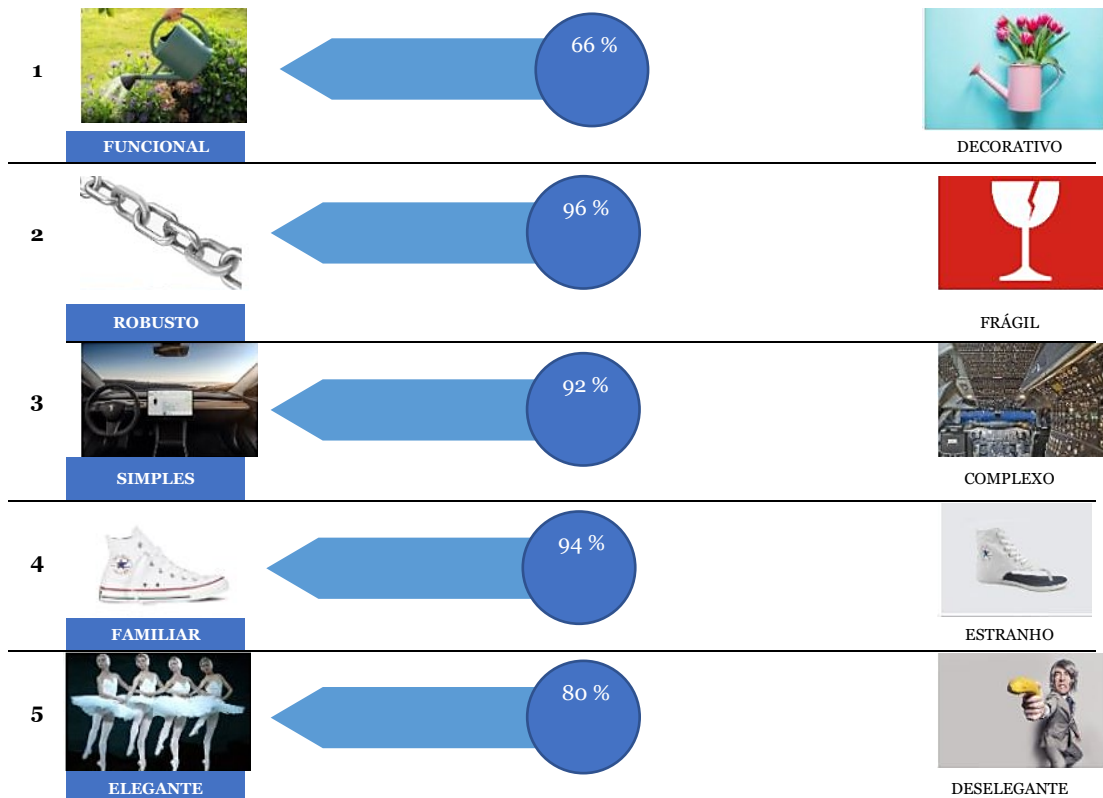 1
66 %
FUNCIONAL
DECORATIVO
2
96 %
ROBUSTO
FRÁGIL
3
92 %
SIMPLES
COMPLEXO
4
94 %
FAMILIAR
ESTRANHO
5
80 %
ELEGANTE
DESELEGANTE